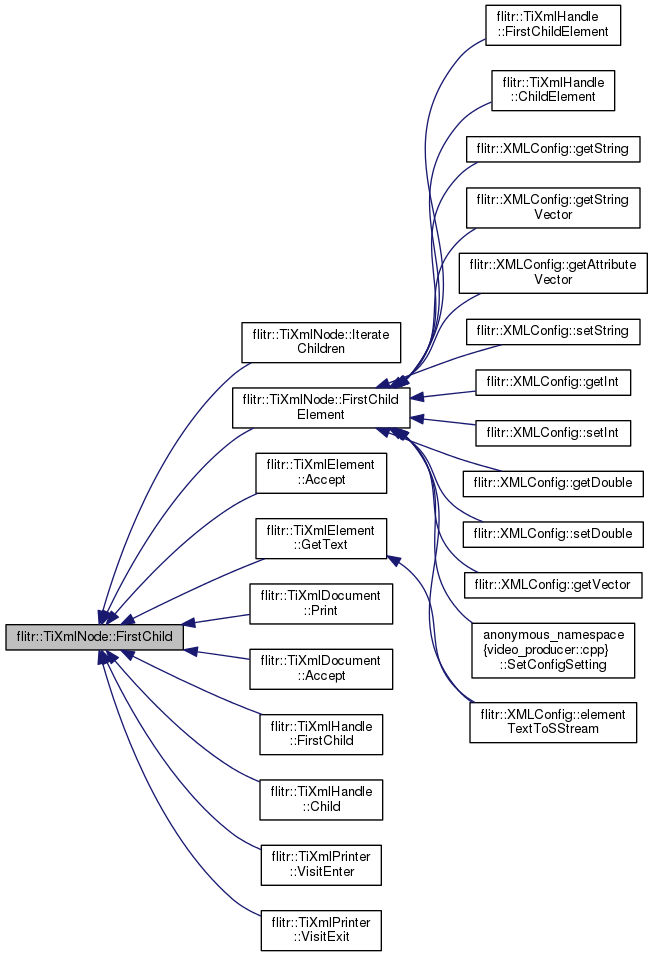 flitr::TiXmlNode::FirstChild
flitr::TiXmlNode::Iterate
Children
flitr::TiXmlNode::FirstChild
Element
flitr::TiXmlElement
::Accept
flitr::TiXmlElement
::GetText
flitr::TiXmlDocument
::Print
flitr::TiXmlDocument
::Accept
flitr::TiXmlHandle
::FirstChild
flitr::TiXmlHandle
::Child
flitr::TiXmlPrinter
::VisitEnter
flitr::TiXmlPrinter
::VisitExit
flitr::TiXmlHandle
::FirstChildElement
flitr::TiXmlHandle
::ChildElement
flitr::XMLConfig::getString
flitr::XMLConfig::getString
Vector
flitr::XMLConfig::getAttribute
Vector
flitr::XMLConfig::setString
flitr::XMLConfig::getInt
flitr::XMLConfig::setInt
flitr::XMLConfig::getDouble
flitr::XMLConfig::setDouble
flitr::XMLConfig::getVector
anonymous_namespace
{video_producer::cpp}
::SetConfigSetting
flitr::XMLConfig::element
TextToSStream